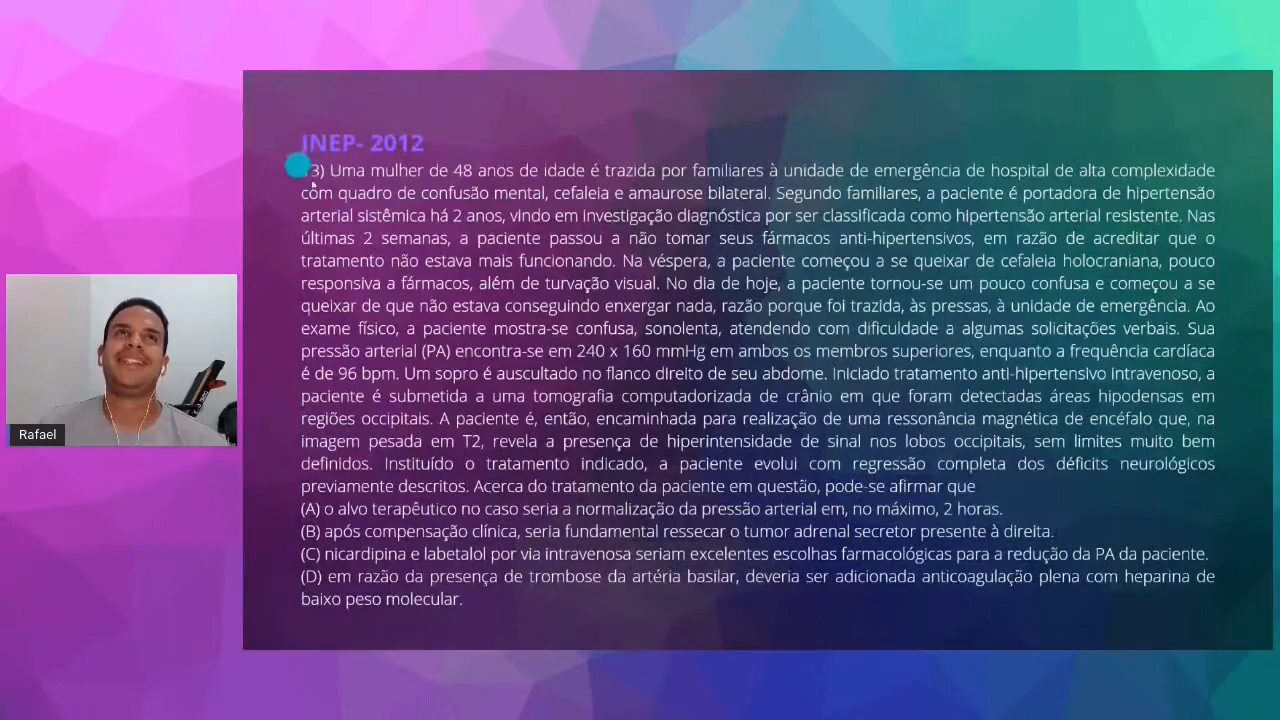 INEP- 2012
3) Uma mulher de 48 anos de idade é trazida por familiares à unidade de emergência de hospital de alta complexidade
com quadro de confusão mental, cefaleia e amaurose bilateral. Segundo familiares, a paciente é portadora de hipertensão
arterial sistêmica há 2 anos, vindo em investigação diagnóstica por ser classificada como hipertensão arterial resistente. Nas
últimas 2 semanas, a paciente passou a não tomar seus fármacos anti-hipertensivos, em razão de acreditar que o
tratamento não estava mais funcionando. Na véspera, a paciente começou a se queixar de cefaleia holocraniana, pouco
responsiva a fármacos, além de turvação visual. No dia de hoje, a paciente tornou-se um pouco confusa e começou a se
queixar de que não estava conseguindo enxergar nada, razão porque foi trazida, às pressas, à unidade de emergência. Ao
exame físico, a paciente mostra-se confusa, sonolenta, atendendo com dificuldade a algumas solicitações verbais. Sua
pressão arterial (PA) encontra-se em 240 x 160 mmHg em ambos os membros superiores, enquanto a frequência cardíaca
é de 96 bpm. Um sopro é auscultado no flanco direito de seu abdome. Iniciado tratamento anti-hipertensivo intravenoso, a
paciente é submetida a uma tomografia computadorizada de crânio em que foram detectadas áreas hipodensas em
regiões occipitais. A paciente é, então, encaminhada para realização de uma ressonância magnética de encéfalo que, na
imagem pesada em T2, revela a presença de hiperintensidade de sinal nos lobos occipitais, sem limites muito bem
definidos. Instituído o tratamento indicado, a paciente evolui com regressão completa dos déficits neurológicos
previamente descritos. Acerca do tratamento da paciente em questão, pode-se afirmar que
(A) o alvo terapêutico no caso seria a normalização da pressão arterial em, no máximo, 2 horas.
(B) após compensação clínica, seria fundamental ressecar o tumor adrenal secretor presente à direita.
(C) nicardipina e labetalol por via intravenosa seriam excelentes escolhas farmacológicas para a redução da PA da paciente.
(D) em razão da presença de trombose da artéria basilar, deveria ser adicionada anticoagulação plena com heparina de
baixo peso molecular.
Rafael